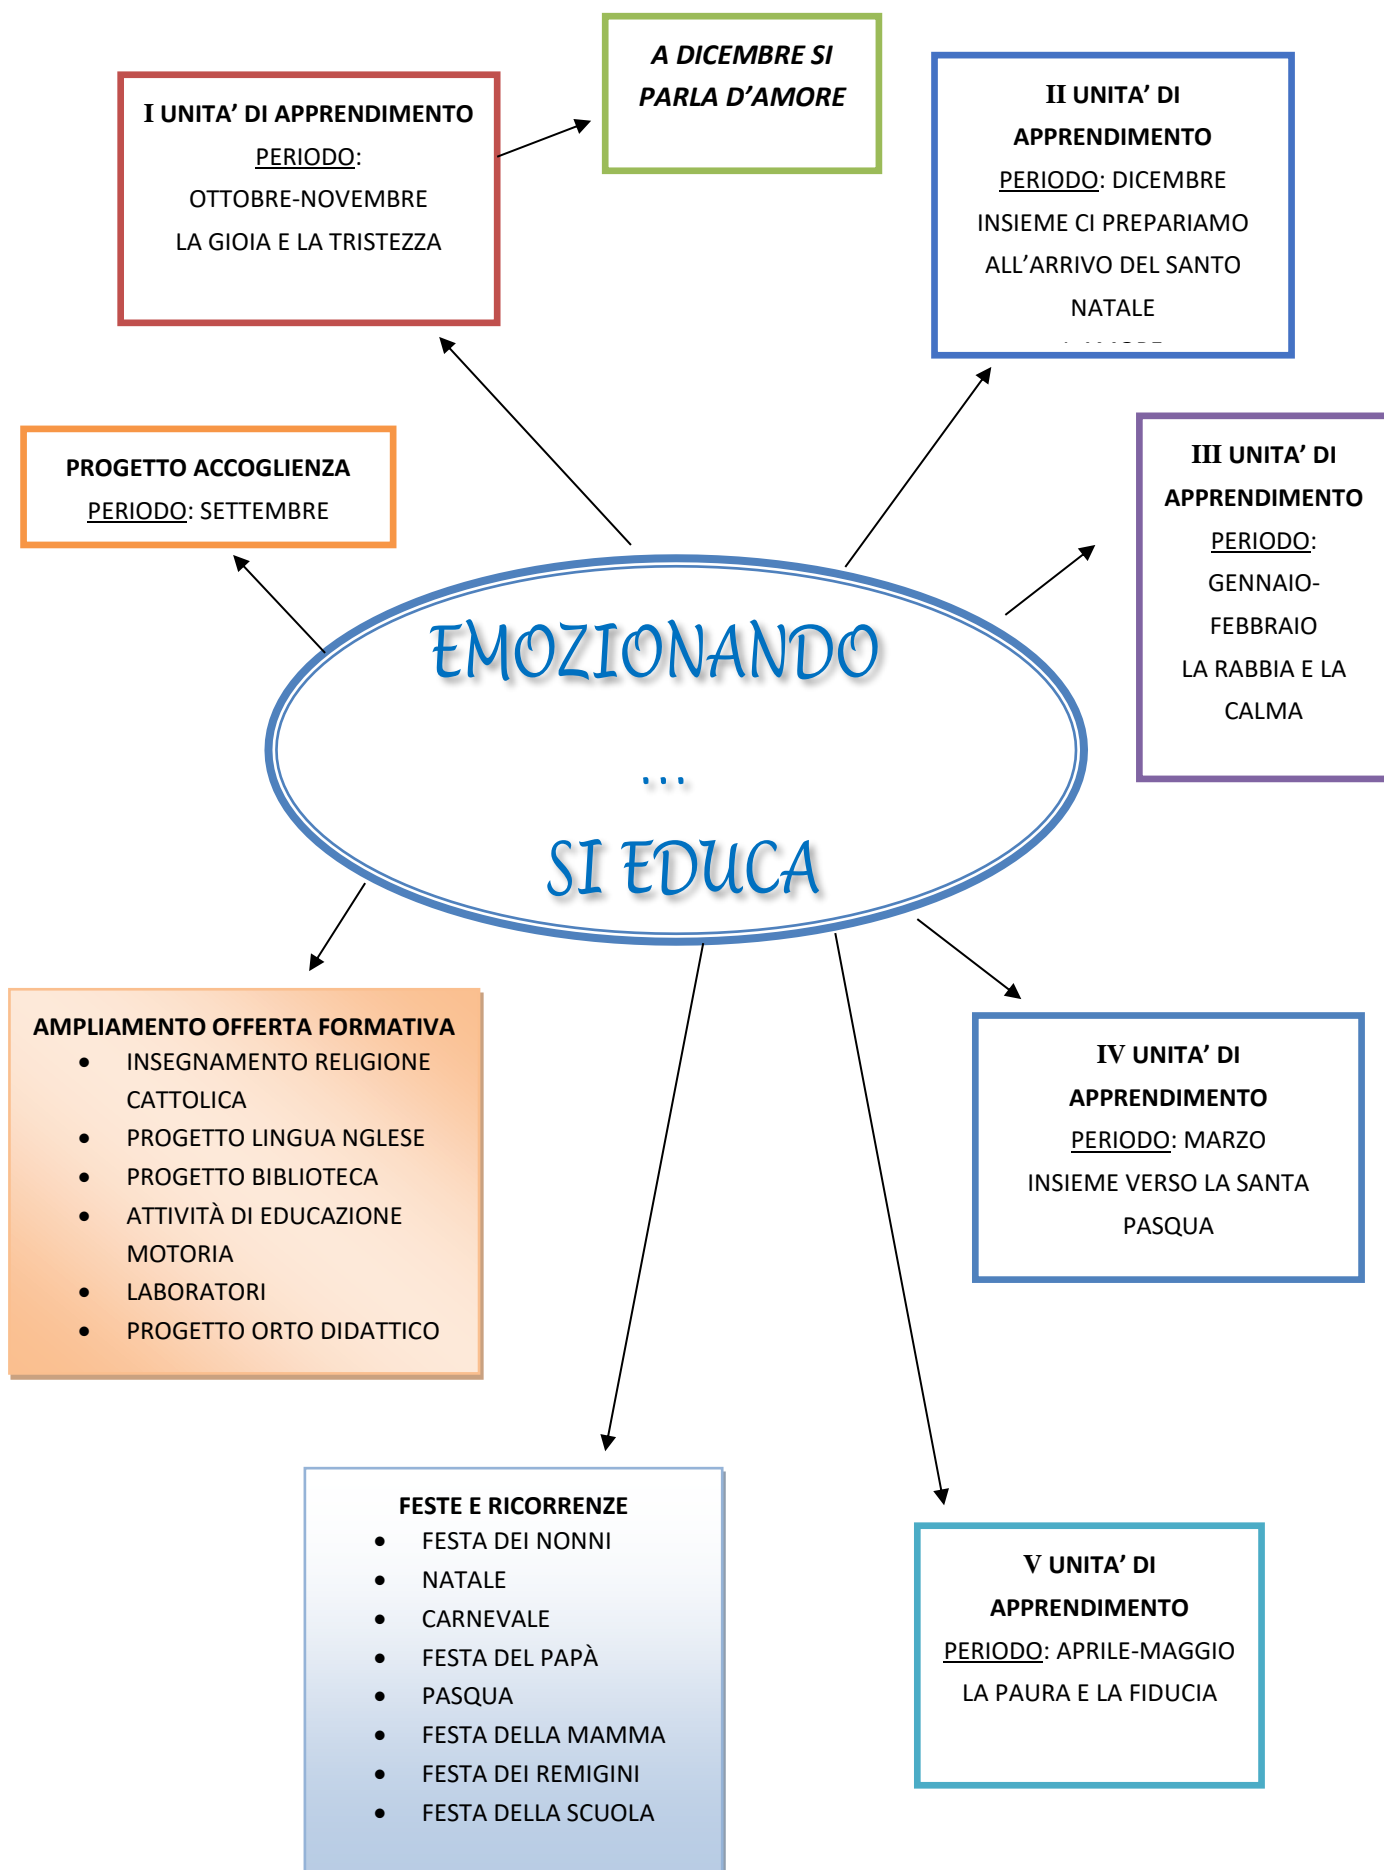 A DICEMBRE SI
PARLA D’AMORE
I UNITA’ DI APPRENDIMENTO
PERIODO:
OTTOBRE-NOVEMBRE
LA GIOIA E LA TRISTEZZA
II UNITA’ DI
APPRENDIMENTO
PERIODO: DICEMBRE
INSIEME CI PREPARIAMO
ALL’ARRIVO DEL SANTO
NATALE
PROGETTO ACCOGLIENZA
PERIODO: SETTEMBRE
III UNITA’ DI
APPRENDIMENTO
PERIODO:
GENNAIO-
FEBBRAIO
LA RABBIA E LA
CALMA
EMOZIONANDO
...
SI EDUCA
AMPLIAMENTO OFFERTA FORMATIVA
• INSEGNAMENTO RELIGIONE
CATTOLICA
• PROGETTO LINGUA NGLESE
• PROGETTO BIBLIOTECA
• ATTIVITÀ DI EDUCAZIONE
MOTORIA
• LABORATORI
• PROGETTO ORTO DIDATTICO
IV UNITA’ DI
APPRENDIMENTO
PERIODO: MARZO
INSIEME VERSO LA SANTA
PASQUA
FESTE E RICORRENZE
• FESTA DEI NONNI
• NATALE
• CARNEVALE
• FESTA DEL PAPÀ
• PASQUA
• FESTA DELLA MAMMA
• FESTA DEI REMIGINI
• FESTA DELLA SCUOLA
V UNITA’ DI
APPRENDIMENTO
PERIODO: APRILE-MAGGIO
LA PAURA E LA FIDUCIA